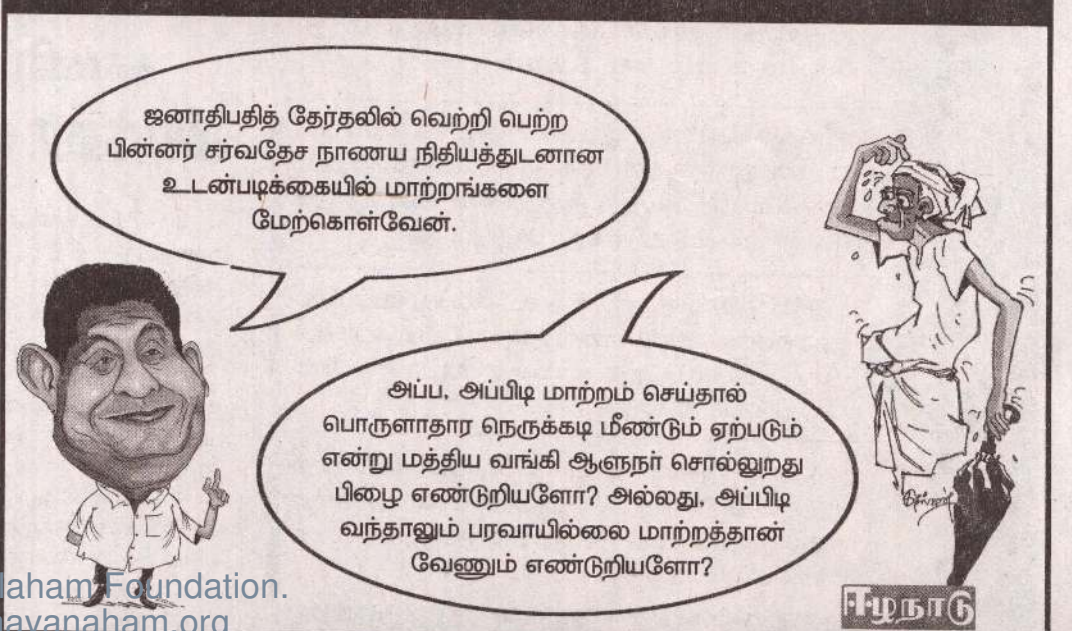 ஜனாதிபதித் தேர்தலில் வெற்றி பெற்ற
பின்னர் சர்வதேச நாணய நிதியத்துடனான
உடன்படிக்கையில் மாற்றங்களை
மேற்கொள்வேன்.
அப்ப, அப்பிடி மாற்றம் செய்தால்
பொருளாதார நெருக்கடி மீண்டும் ஏற்படும்
என்று மத்திய வங்கி ஆளுநர் சொல்லுறது
பிழை எண்டுறியளோ? அல்லது, அப்பிடி
வந்தாலும் பரவாயில்லை மாற்றத்தான்
வேணும் எண்டுறியளோ?
ஈழநாடு
laham Foundation.
avanaham.org